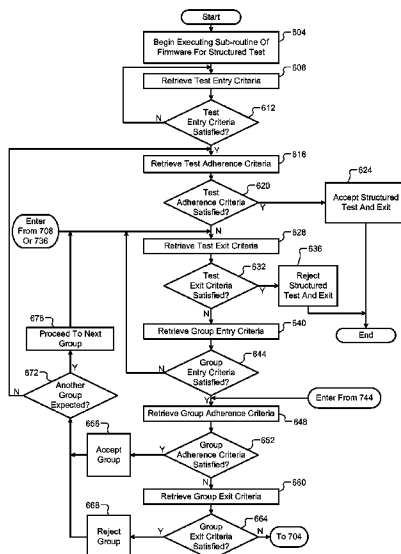 Start
Begin Executing Sub-routine Of
Firmware For Structured Test
604
Retrieve Test Entry Criteria
608
Test
Entry Criteria
Satisfied?
612
N
Y
Retrieve Test Adherence Criteria
616
Test
Adherence Criteria
Satisfied?
620
Y
N
624
Accept Structured
Test And Exit
Enter
From 708
Or 736
Retrieve Test Exit Criteria
628
Test
Exit Criteria
Satisfied?
632
Y
N
636
Reject
Structured
Test And Exit
End
Retrieve Group Entry Criteria
640
Group
Entry Criteria
Satisfied?
644
N
Y
Enter From 744
Retrieve Group Adherence Criteria
648
Group
Adherence Criteria
Satisfied?
652
Y
N
656
Accept
Group
Retrieve Group Exit Criteria
660
Group
Exit Criteria
Satisfied?
664
Y
N
To 704
668
Reject
Group
672
Another
Group
Expected?
N
Y
676
Proceed To Next
Group